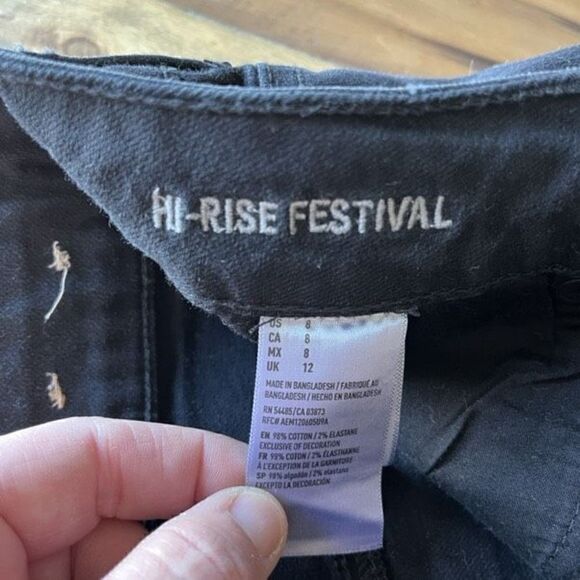 HI-RISE FESTIVAL
US 8
CA 8
MX 8
UK 12
MADE IN BANGLADESH / FABRIQUÉ AU
BANGLADESH / HECHO EN BANGLADESH
RN 54485/CA 03873
RFC# AEM120605U9A
EN 98% COTTON / 2% ELASTANE
EXCLUSIVE OF DECORATION
FR 98% COTON / 2% ÉLASTHANNE
À L'EXCEPTION DE LA GARNITURE
SP 98% algodón / 2% elastano
EXCEPTO LA DECORACIÓN